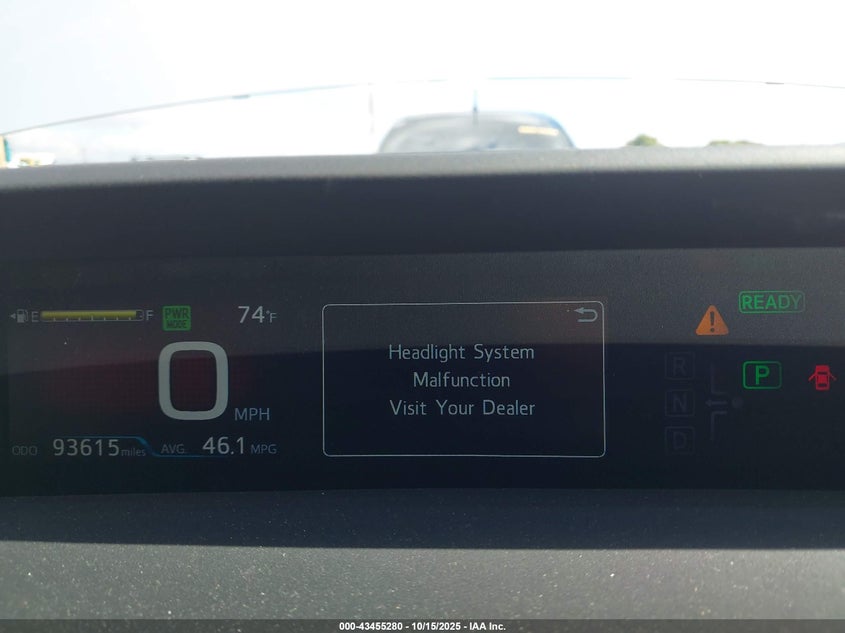 E F PWR MODE 74°F READY
Headlight System
Malfunction
Visit Your Dealer
0 MPH
R
N
D
P
ODO 93615 miles AVG. 46.1 MPG
000-43455280 - 10/15/2025 - IAA Inc.